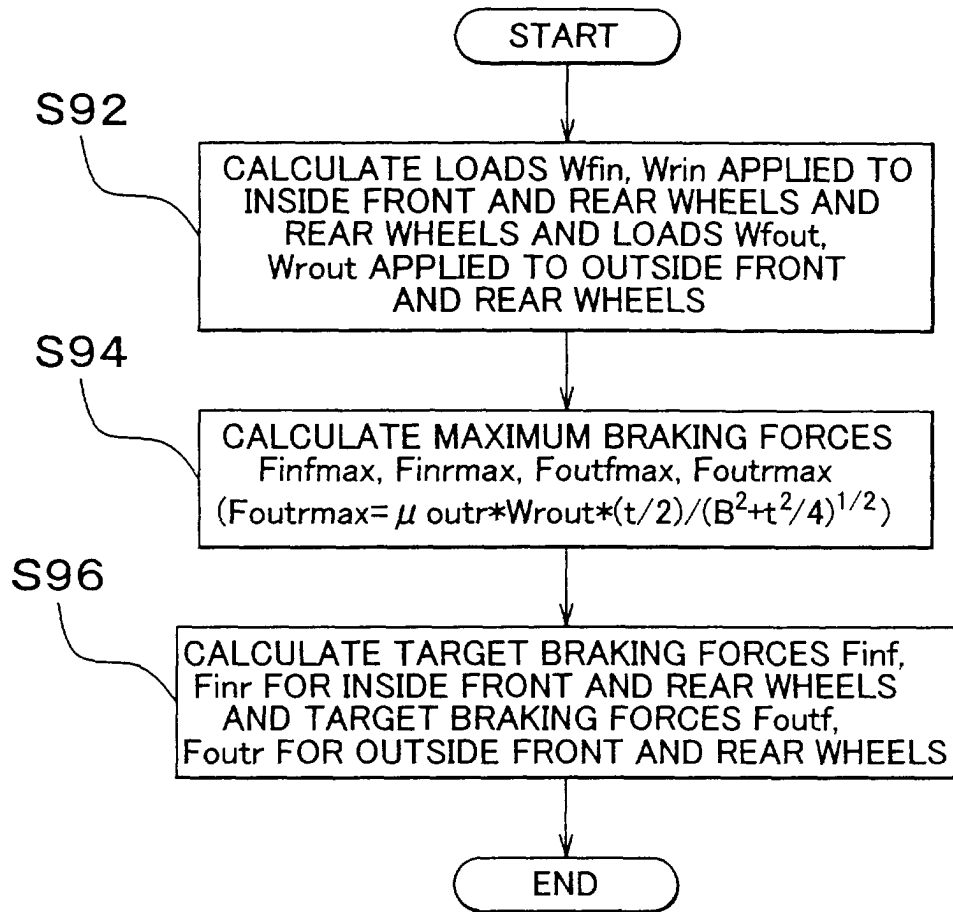 START
S92
CALCULATE LOADS Wfin, Wrin APPLIED TO
INSIDE FRONT AND REAR WHEELS AND
REAR WHEELS AND LOADS Wfout,
Wrout APPLIED TO OUTSIDE FRONT
AND REAR WHEELS
S94
CALCULATE MAXIMUM BRAKING FORCES
Finfmax, Finrmax, Foutfmax, Foutrmax
(Foutrmax= μ outr*Wrout*(t/2)/(B²+t²/4)¹/²)
S96
CALCULATE TARGET BRAKING FORCES Finf,
Finr FOR INSIDE FRONT AND REAR WHEELS
AND TARGET BRAKING FORCES Foutf,
Foutr FOR OUTSIDE FRONT AND REAR WHEELS
END